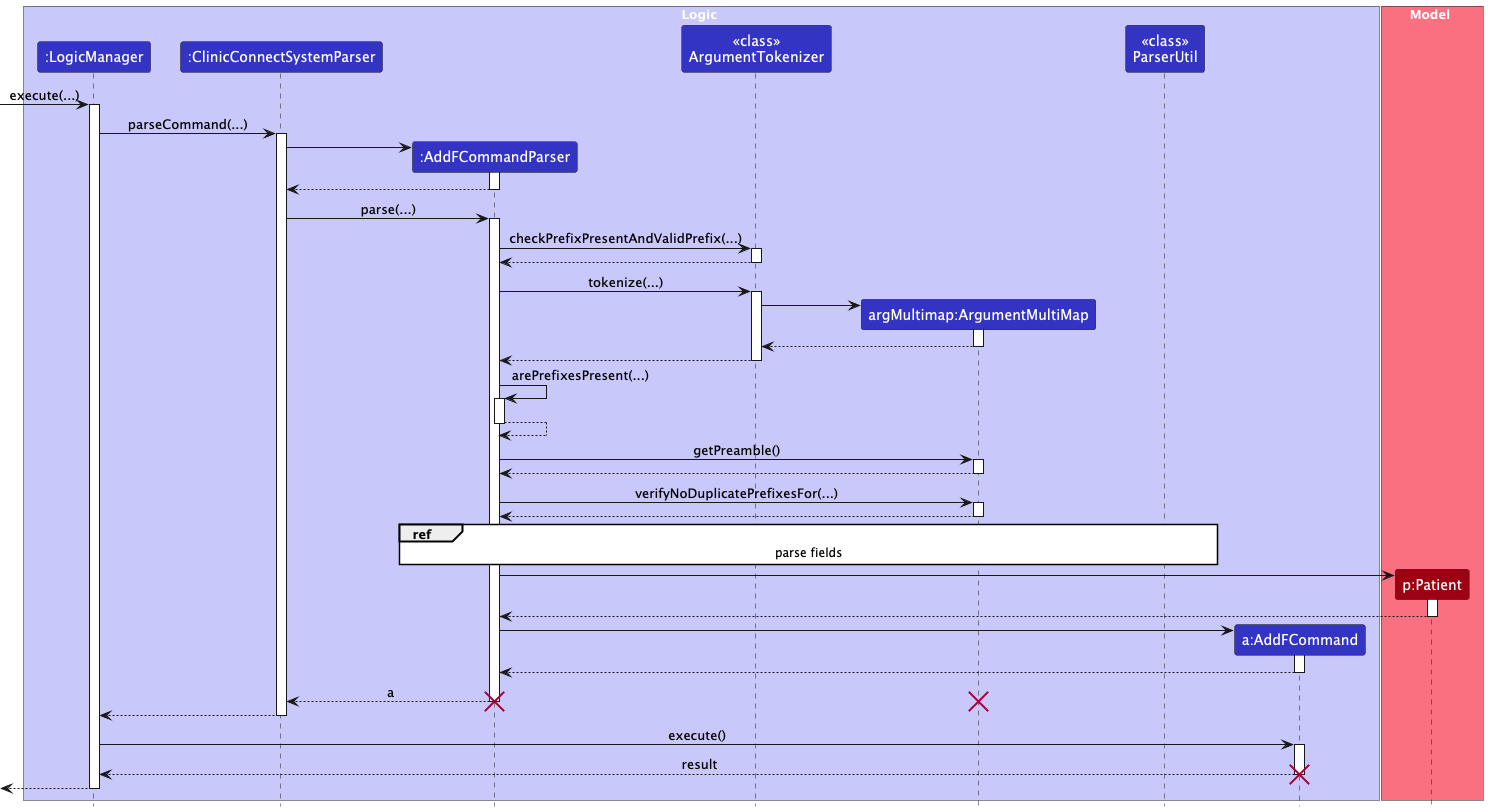 Logic
Model
:LogicManager
:ClinicConnectSystemParser
«class»
ArgumentTokenizer
«class»
ParserUtil
execute(...)
parseCommand(...)
:AddFCommandParser
parse(...)
checkPrefixPresentAndValidPrefix(...)
tokenize(...)
argMultimap:ArgumentMultiMap
arePrefixesPresent(...)
getPreamble()
verifyNoDuplicatePrefixesFor(...)
ref
parse fields
p:Patient
a:AddFCommand
a
execute()
result